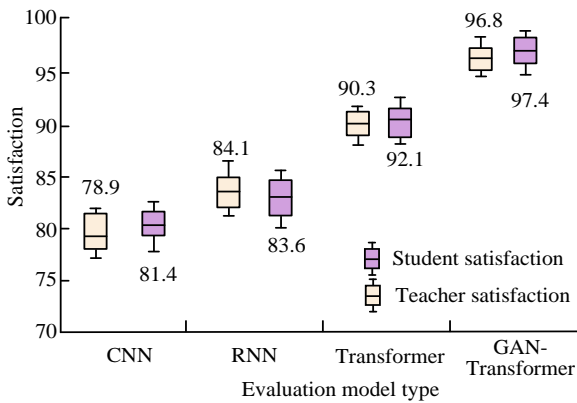 100
95
90
85
80
75
70
Satisfaction
78.9
81.4
84.1
83.6
90.3
92.1
96.8
97.4
Student satisfaction
Teacher satisfaction
CNN
RNN
Transformer
GAN-
Transformer
Evaluation model type